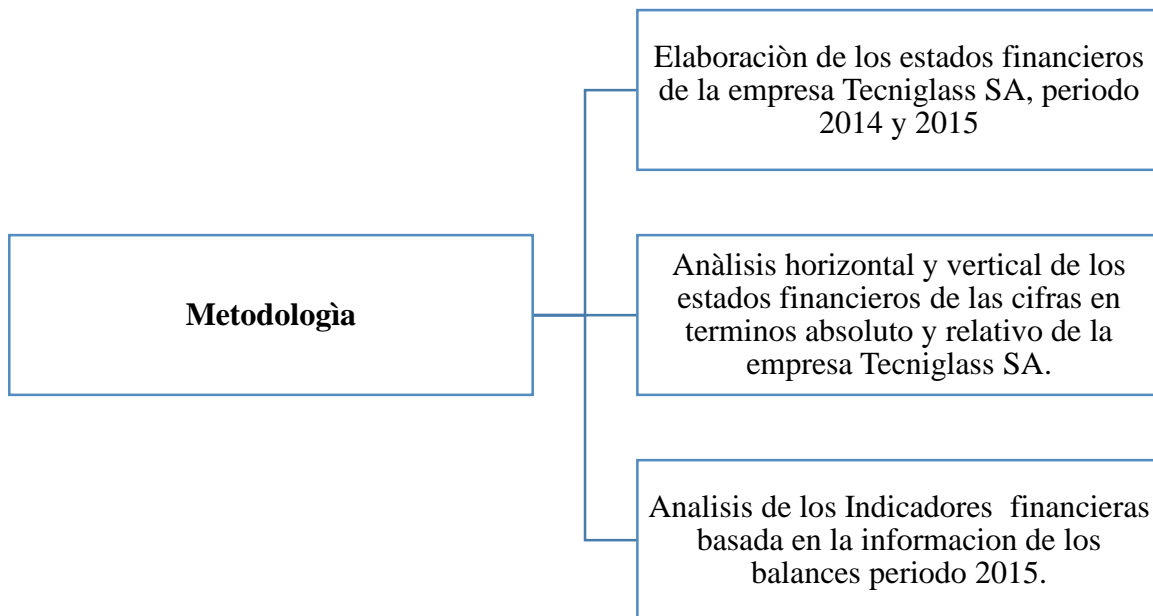 Elaboraciòn de los estados financieros
de la empresa Tecniglass SA, periodo
2014 y 2015
Metodologìa
Anàlisis horizontal y vertical de los
estados financieros de las cifras en
terminos absoluto y relativo de la
empresa Tecniglass SA.
Analisis de los Indicadores financieras
basada en la informacion de los
balances periodo 2015.